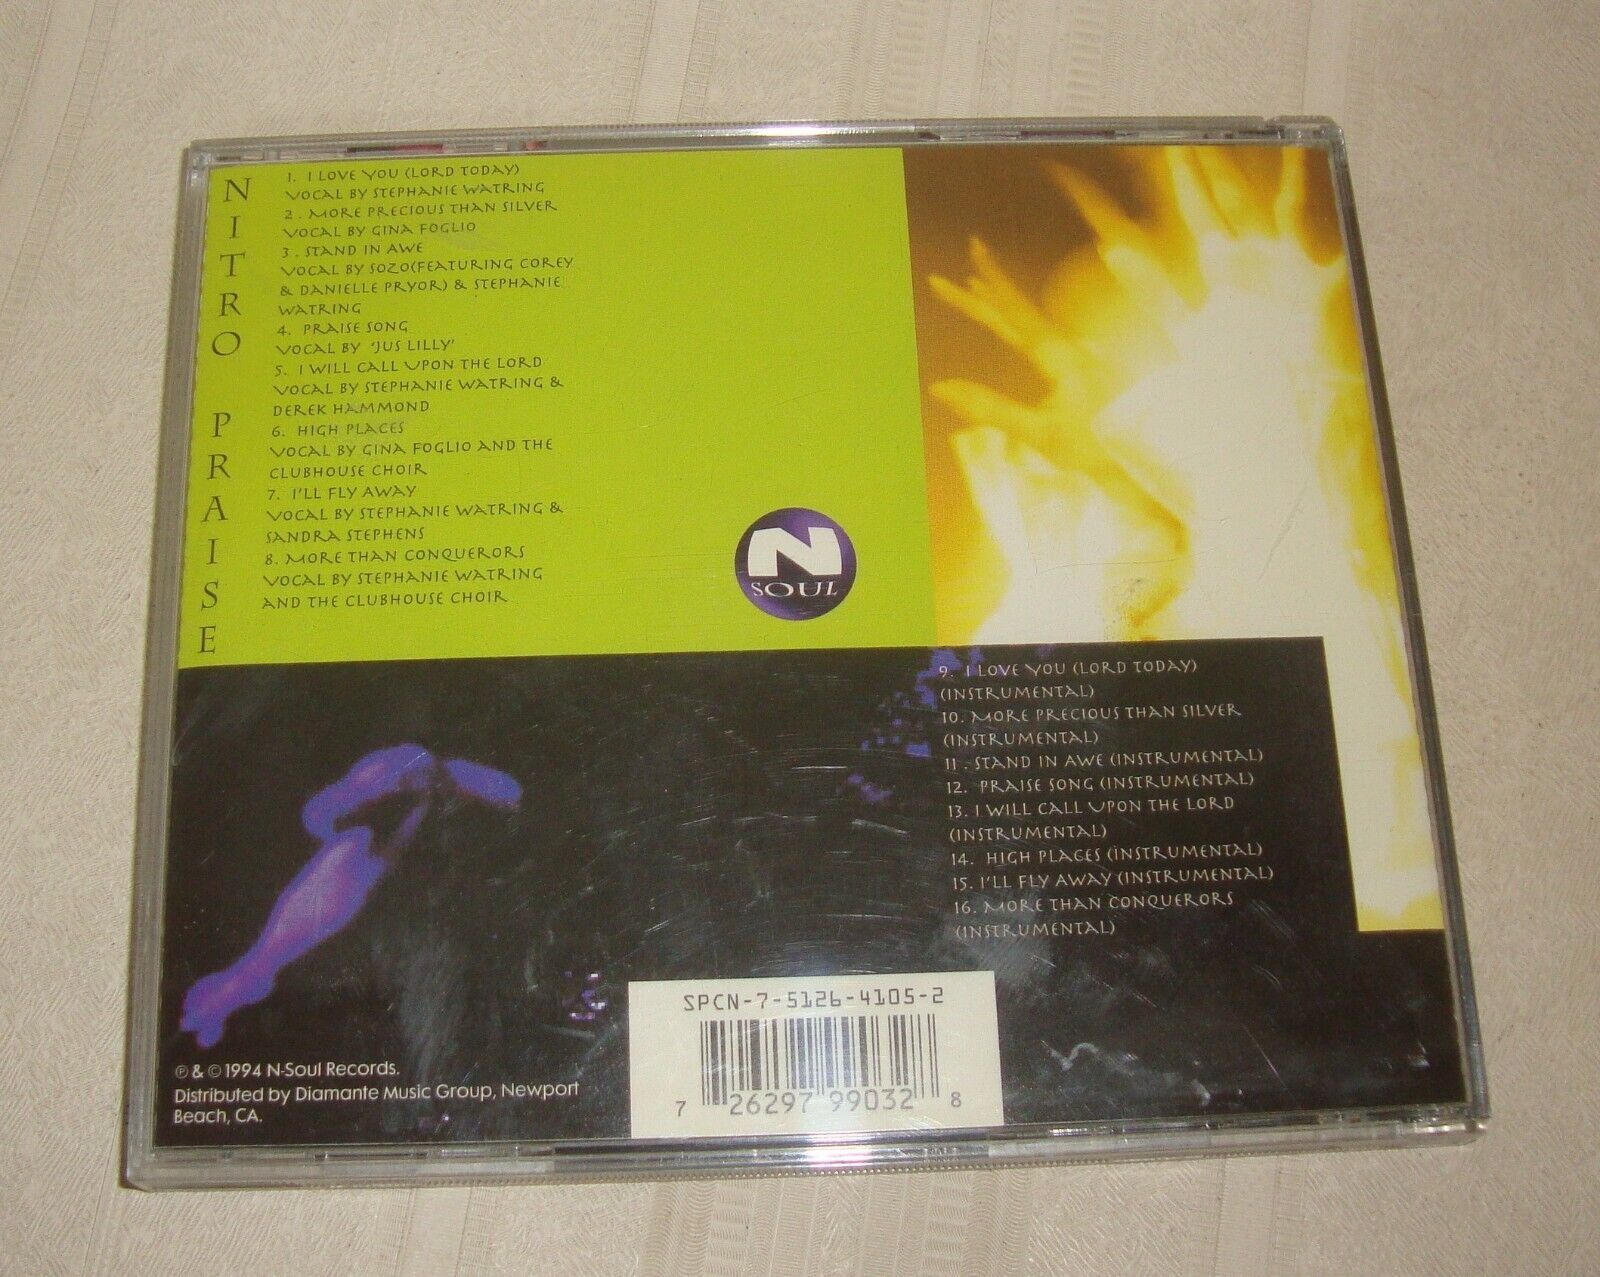 NITRO PRAISE
1. I LOVE YOU (LORD TODAY)
VOCAL BY STEPHANIE WATRING
2. MORE PRECIOUS THAN SILVER
VOCAL BY GINA FOGLIO
3. STAND IN AWE
VOCAL BY SOZO(FEATURING COREY
& DANIELLE PRYOR) & STEPHANIE
WATRING
4. PRAISE SONG
VOCAL BY 'JUS LILLY'
5. I WILL CALL UPON THE LORD
VOCAL BY STEPHANIE WATRING &
DEREK HAMMOND
6. HIGH PLACES
VOCAL BY GINA FOGLIO AND THE
CLUBHOUSE CHOIR
7. I'LL FLY AWAY
VOCAL BY STEPHANIE WATRING &
SANDRA STEPHENS
8. MORE THAN CONQUERORS
VOCAL BY STEPHANIE WATRING
AND THE CLUBHOUSE CHOIR
N
SOUL
9. I LOVE YOU (LORD TODAY)
(INSTRUMENTAL)
10. MORE PRECIOUS THAN SILVER
(INSTRUMENTAL)
11. STAND IN AWE (INSTRUMENTAL)
12. PRAISE SONG (INSTRUMENTAL)
13. I WILL CALL UPON THE LORD
(INSTRUMENTAL)
14. HIGH PLACES (INSTRUMENTAL)
15. I'LL FLY AWAY (INSTRUMENTAL)
16. MORE THAN CONQUERORS
(INSTRUMENTAL)
SPCN-7-5126-4105-2
7 26297 99032 8
℗ & © 1994 N-Soul Records.
Distributed by Diamante Music Group, Newport
Beach, CA.